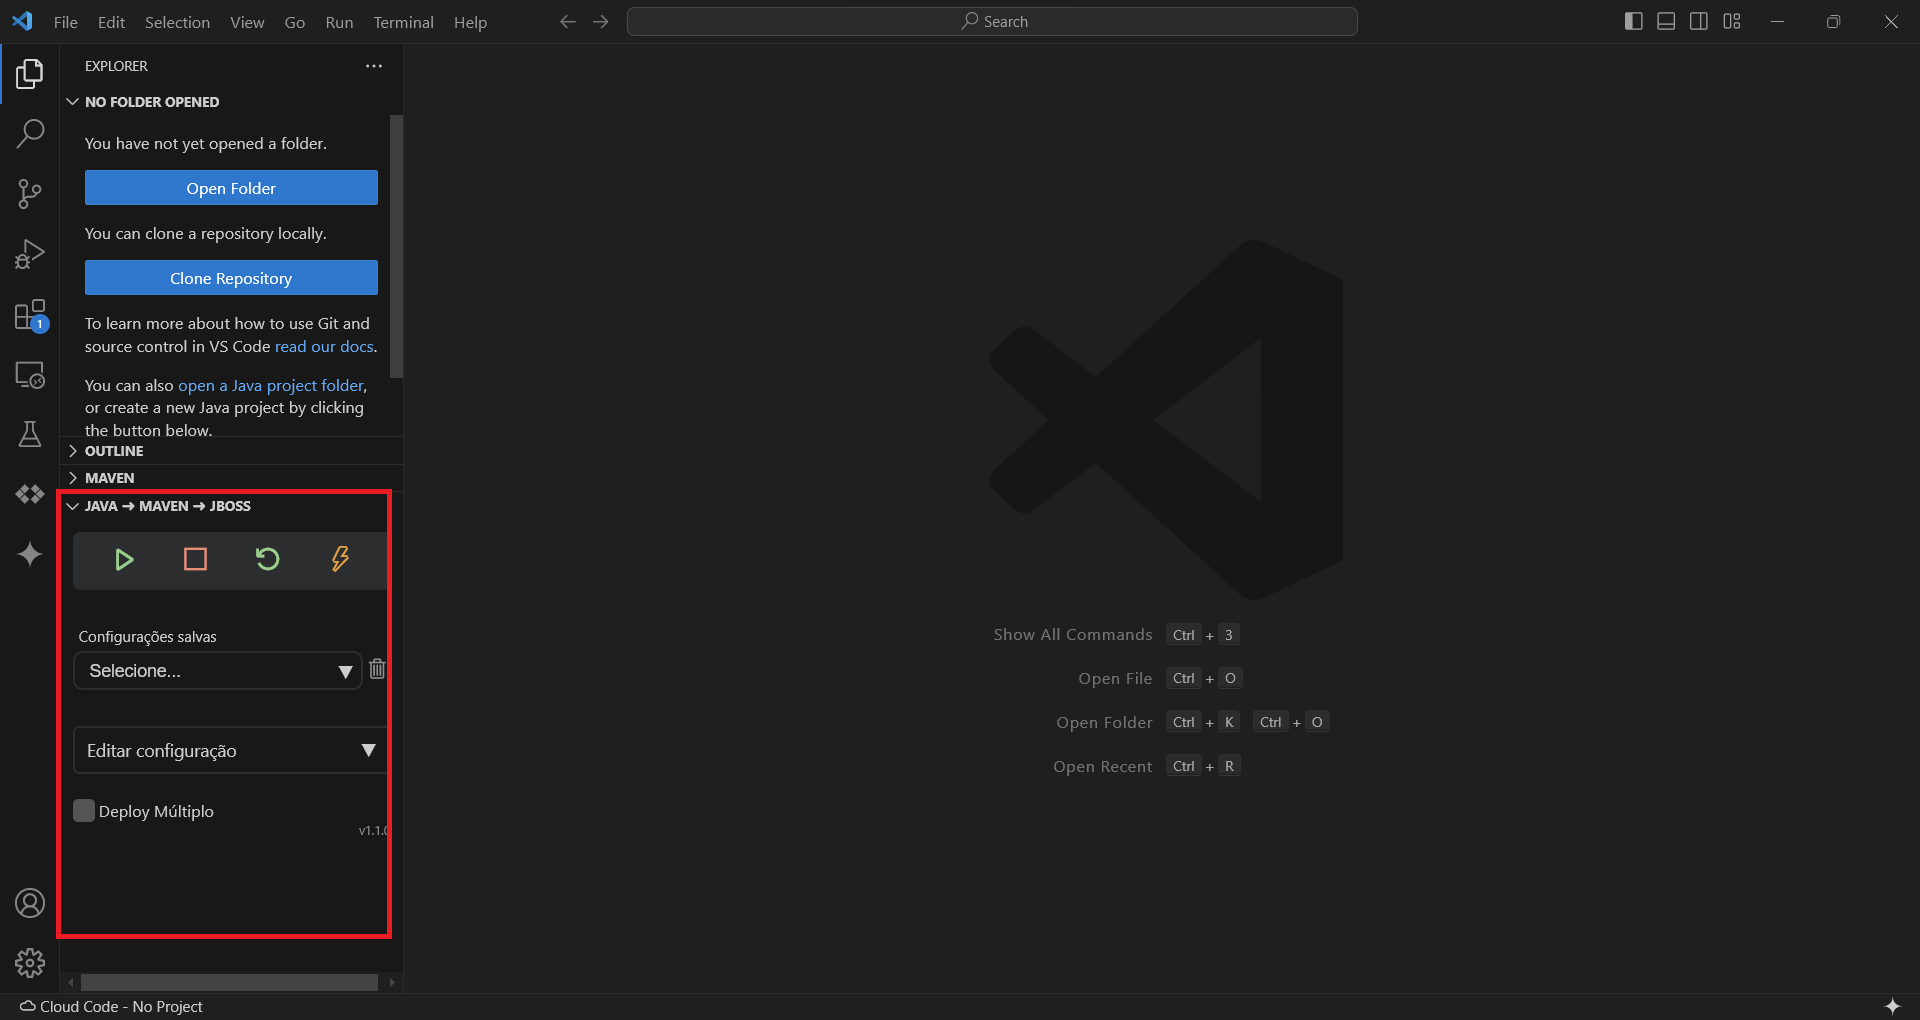 File Edit Selection View Go Run Terminal Help
Search
EXPLORER
NO FOLDER OPENED
You have not yet opened a folder.
Open Folder
You can clone a repository locally.
Clone Repository
To learn more about how to use Git and
source control in VS Code read our docs.
You can also open a Java project folder,
or create a new Java project by clicking
the button below.
OUTLINE
MAVEN
JAVA → MAVEN → JBOSS
Configurações salvas
Selecione...
Editar configuração
Deploy Múltiplo
v1.1.0
1
Show All Commands Ctrl + 3
Open File Ctrl + O
Open Folder Ctrl + K Ctrl + O
Open Recent Ctrl + R
Cloud Code - No Project